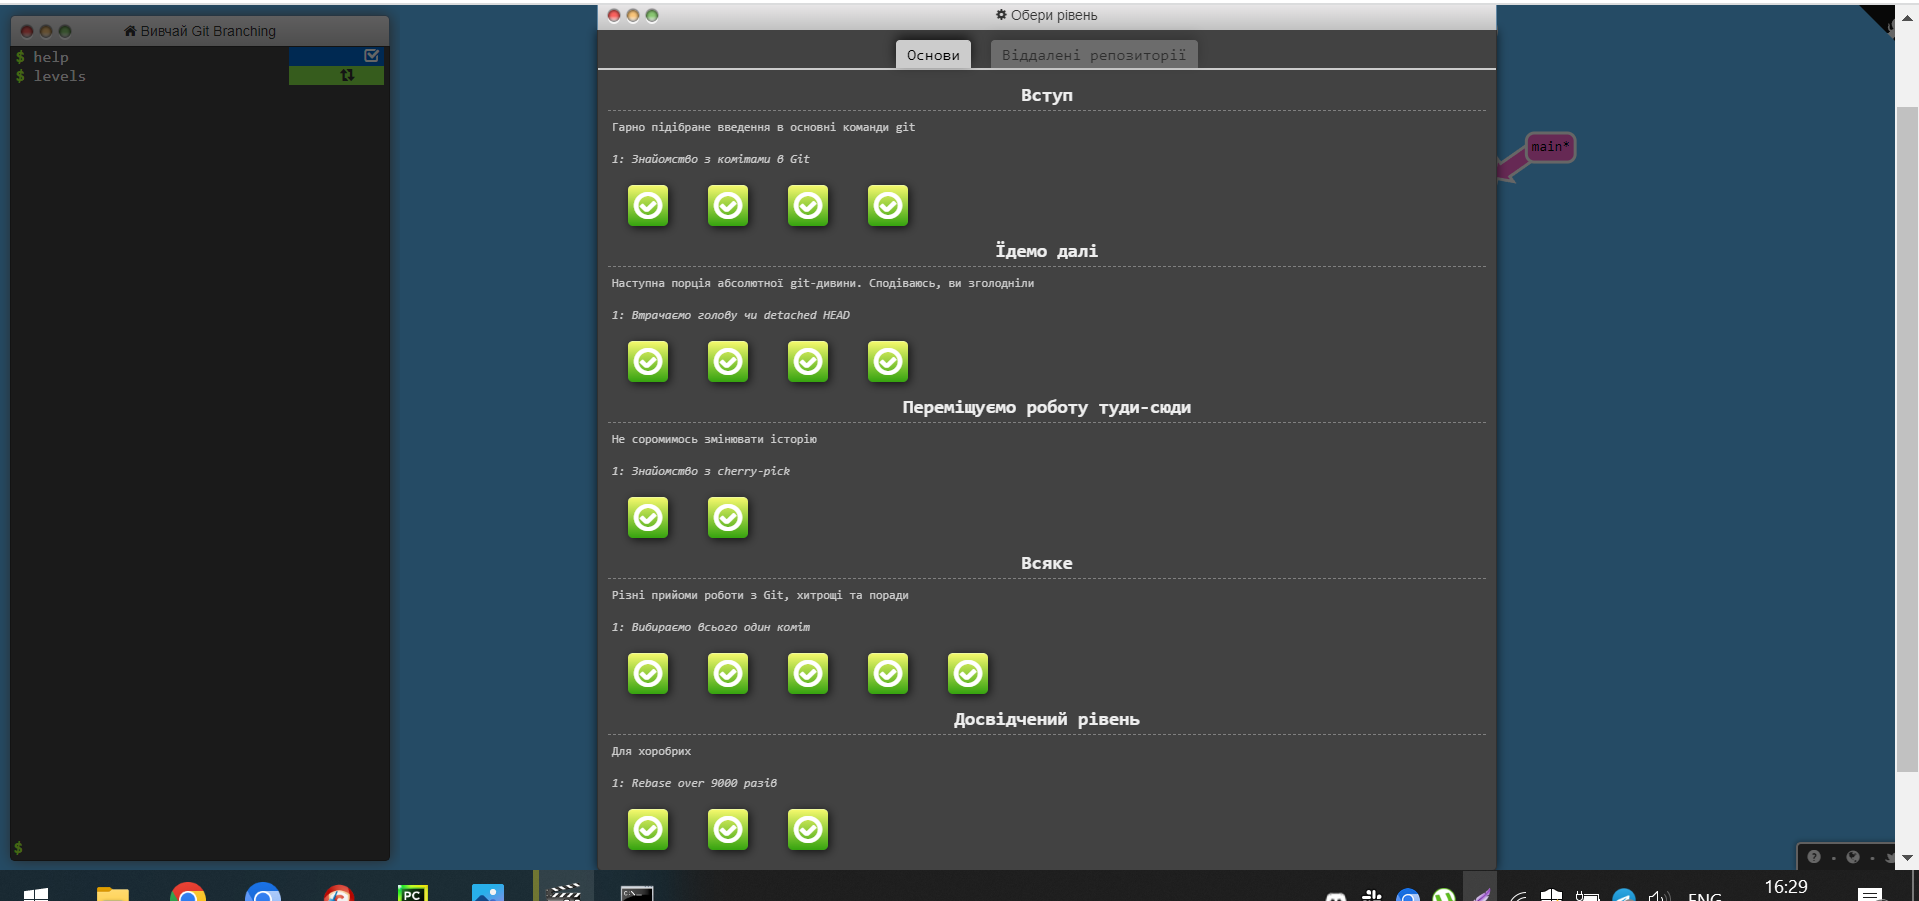 Вивчай Git Branching
$ help
$ levels
$
Обери рівень
Основи
Віддалені репозиторії
Вступ
Гарно підібране введення в основні команди git
1: Знайомство з комітами в Git
Їдемо далі
Наступна порція абсолютної git-дивини. Сподіваюсь, ви зголодніли
1: Втрачаємо голову чи detached HEAD
Переміщуємо роботу туди-сюди
Не соромимось змінювати історію
1: Знайомство з cherry-pick
Всяке
Різні прийоми роботи з Git, хитрощі та поради
1: Вибираємо всього один коміт
Досвідчений рівень
Для хоробрих
1: Rebase over 9000 разів
main*
PC
C:\
ENG
16:29